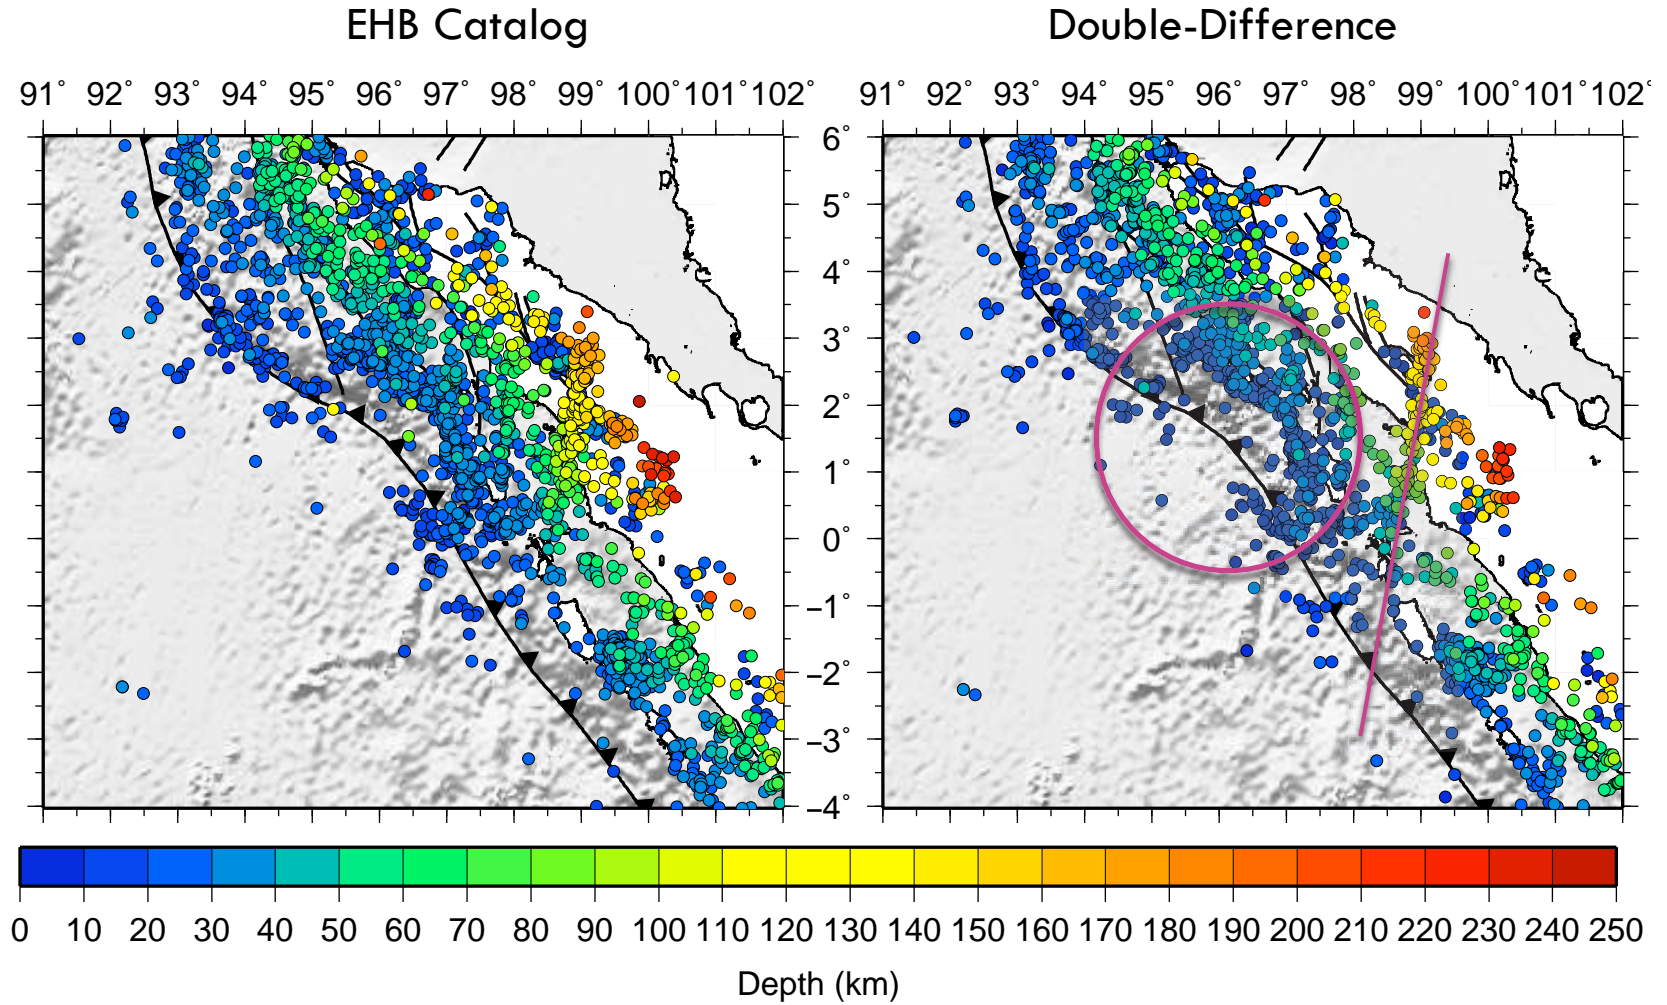 EHB Catalog Double-Difference
91° 92° 93° 94° 95° 96° 97° 98° 99° 100° 101° 102° 91° 92° 93° 94° 95° 96° 97° 98° 99° 100° 101° 102°
6°
5°
4°
3°
2°
1°
0°
−1°
−2°
−3°
−4°
0 10 20 30 40 50 60 70 80 90 100 110 120 130 140 150 160 170 180 190 200 210 220 230 240 250
Depth (km)